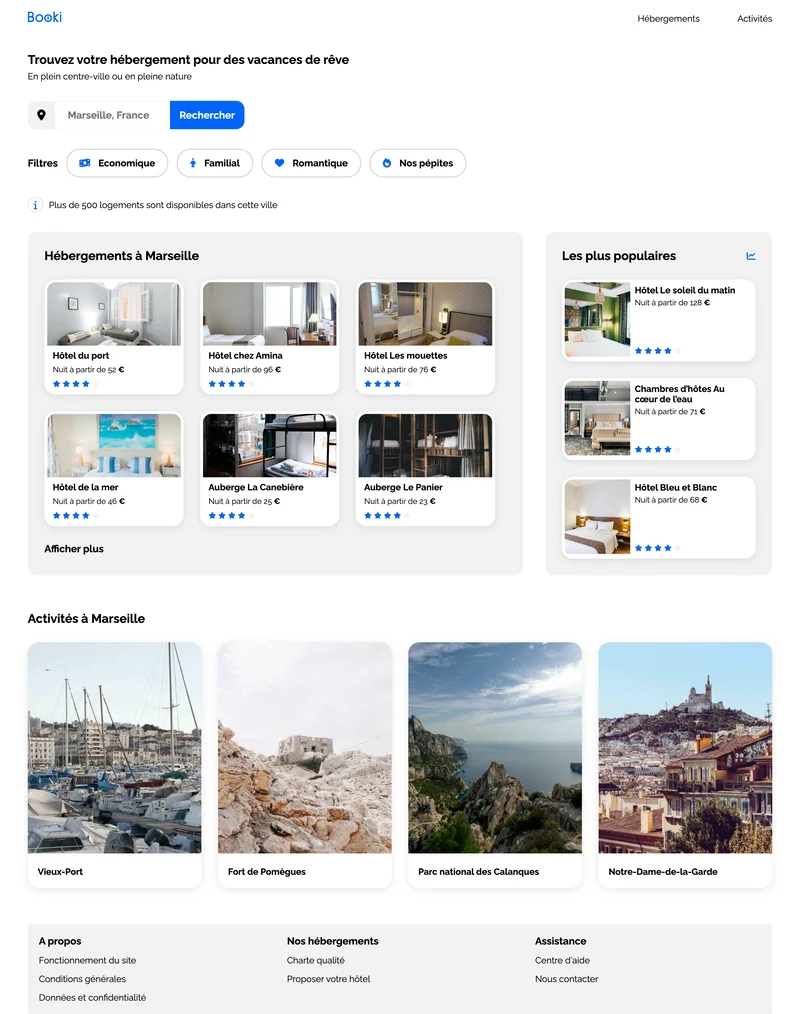 Booki
Hébergements
Activités
Trouvez votre hébergement pour des vacances de rêve
En plein centre-ville ou en pleine nature
Marseille, France
Rechercher
Filtres
Economique
Familial
Romantique
Nos pépites
Plus de 500 logements sont disponibles dans cette ville
Hébergements à Marseille
Hôtel du port
Nuit à partir de 52 €
Hôtel chez Amina
Nuit à partir de 96 €
Hôtel Les mouettes
Nuit à partir de 76 €
Hôtel de la mer
Nuit à partir de 46 €
Auberge La Canebière
Nuit à partir de 25 €
Auberge Le Panier
Nuit à partir de 23 €
Afficher plus
Les plus populaires
Hôtel Le soleil du matin
Nuit à partir de 128 €
Chambres d'hôtes Au
cœur de l'eau
Nuit à partir de 71 €
Hôtel Bleu et Blanc
Nuit à partir de 68 €
Activités à Marseille
Vieux-Port
Fort de Pomègues
Parc national des Calanques
Notre-Dame-de-la-Garde
A propos
Fonctionnement du site
Conditions générales
Données et confidentialité
Nos hébergements
Charte qualité
Proposer votre hôtel
Assistance
Centre d'aide
Nous contacter